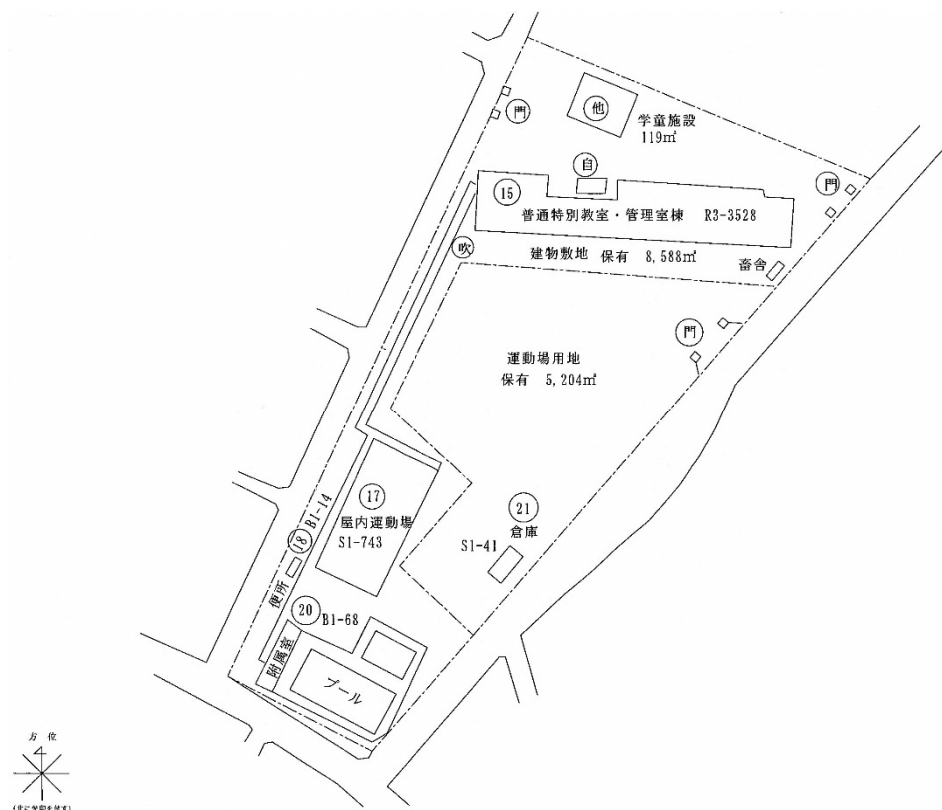 他
門
学童施設
119㎡
自
門
15
普通特別教室・管理室棟 R3-3528
吹
建物敷地 保有 8,588㎡
畜舎
門
運動場用地
保有 5,204㎡
17
屋内運動場
S1-743
21
倉庫
S1-41
18 B1-14
便所
20 B1-68
附属室
プール
方位